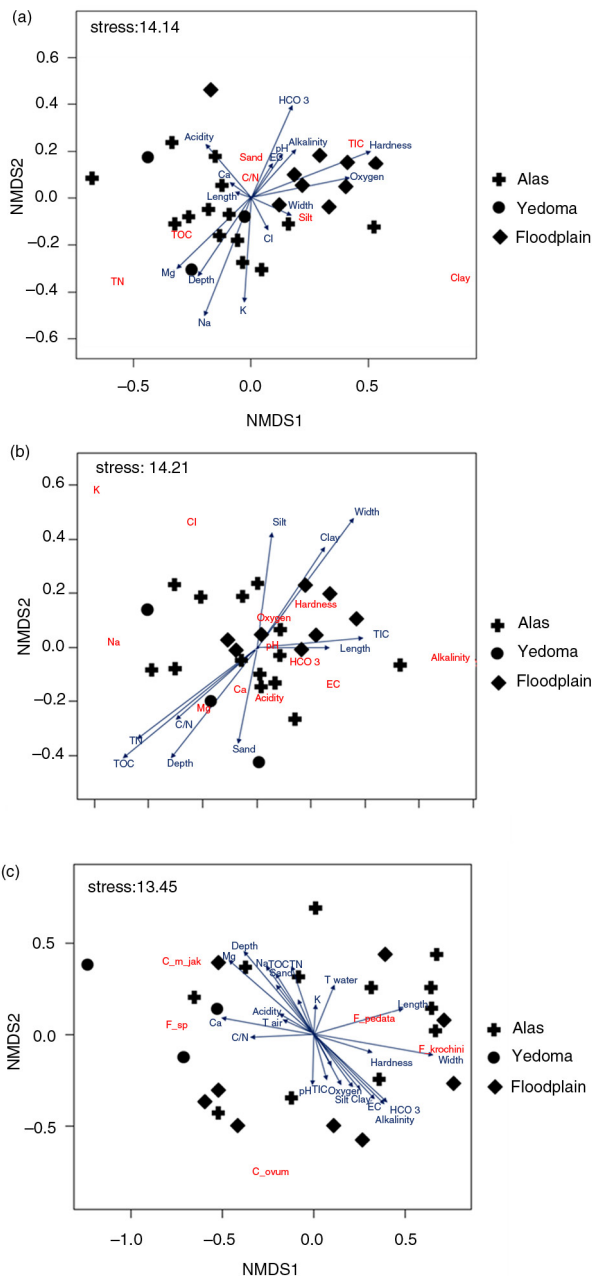 (a)
stress:14.14
0.6
0.4
0.2
0.0
−0.2
−0.4
−0.6
NMDS2
HCO 3
Acidity
Sand
pH
EC
Alkalinity
TIC
Hardness
Ca
C/N
Oxygen
Length
Width
Silt
Cl
TOC
Mg
Depth
TN
Clay
K
Na
−0.5
0.0
0.5
NMDS1
Alas
Yedoma
Floodplain
(b)
stress: 14.21
0.6
0.4
0.2
0.0
−0.2
−0.4
NMDS2
K
Cl
Silt
Width
Clay
Hardness
Oxygen
TIC
Na
pH
Length
HCO 3
Alkalinity
Ca
EC
Acidity
Mg
C/N
TN
Sand
TOC
Depth
Alas
Yedoma
Floodplain
(c)
stress:13.45
0.5
0.0
−0.5
NMDS2
Depth
C_m_jak
Mg
Na
TOC
TN
Sand
T water
K
Length
Acidity
Ca
F_sp
T air
F_pedata
C/N
F_krochini
Width
Hardness
pH
TIC
Oxygen
Silt
Clay
EC
HCO 3
Alkalinity
C_ovum
−1.0
−0.5
0.0
0.5
NMDS1
Alas
Yedoma
Floodplain